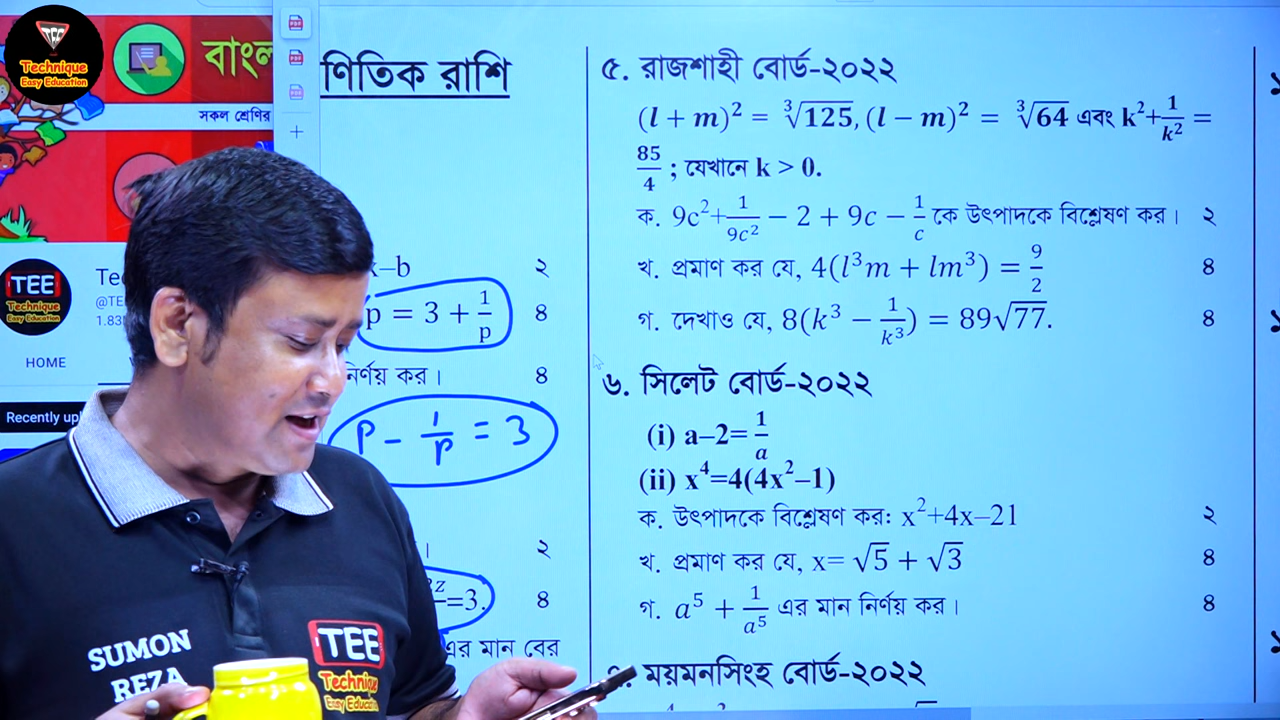 TEE
Technique
Easy Education
বাংল
সকল শ্রেণির
TEE
Technique
Easy Education
Tec
@TEE
1.83
HOME
Recently upl
ণিতিক রাশি
x–b ২
p = 3 + 1/p ৪
নির্ণয় কর। ৪
P - 1/P = 3
। ২
=3. ৪
এর মান বের
৫. রাজশাহী বোর্ড-২০২২
(l + m)² = ∛125, (l − m)² = ∛64 এবং k²+1/k² =
85/4 ; যেখানে k > 0.
ক. 9c²+1/9c² − 2 + 9c − 1/c কে উৎপাদকে বিশ্লেষণ কর। ২
খ. প্রমাণ কর যে, 4(l³m + lm³) = 9/2 ৪
গ. দেখাও যে, 8(k³ − 1/k³) = 89√77. ৪
৬. সিলেট বোর্ড-২০২২
(i) a–2= 1/a
(ii) x⁴=4(4x²–1)
ক. উৎপাদকে বিশ্লেষণ কর: x²+4x–21 ২
খ. প্রমাণ কর যে, x= √5 + √3 ৪
গ. a⁵ + 1/a⁵ এর মান নির্ণয় কর। ৪
ময়মনসিংহ বোর্ড-২০২২
SUMON
REZA
TEE
Technique
Easy Education